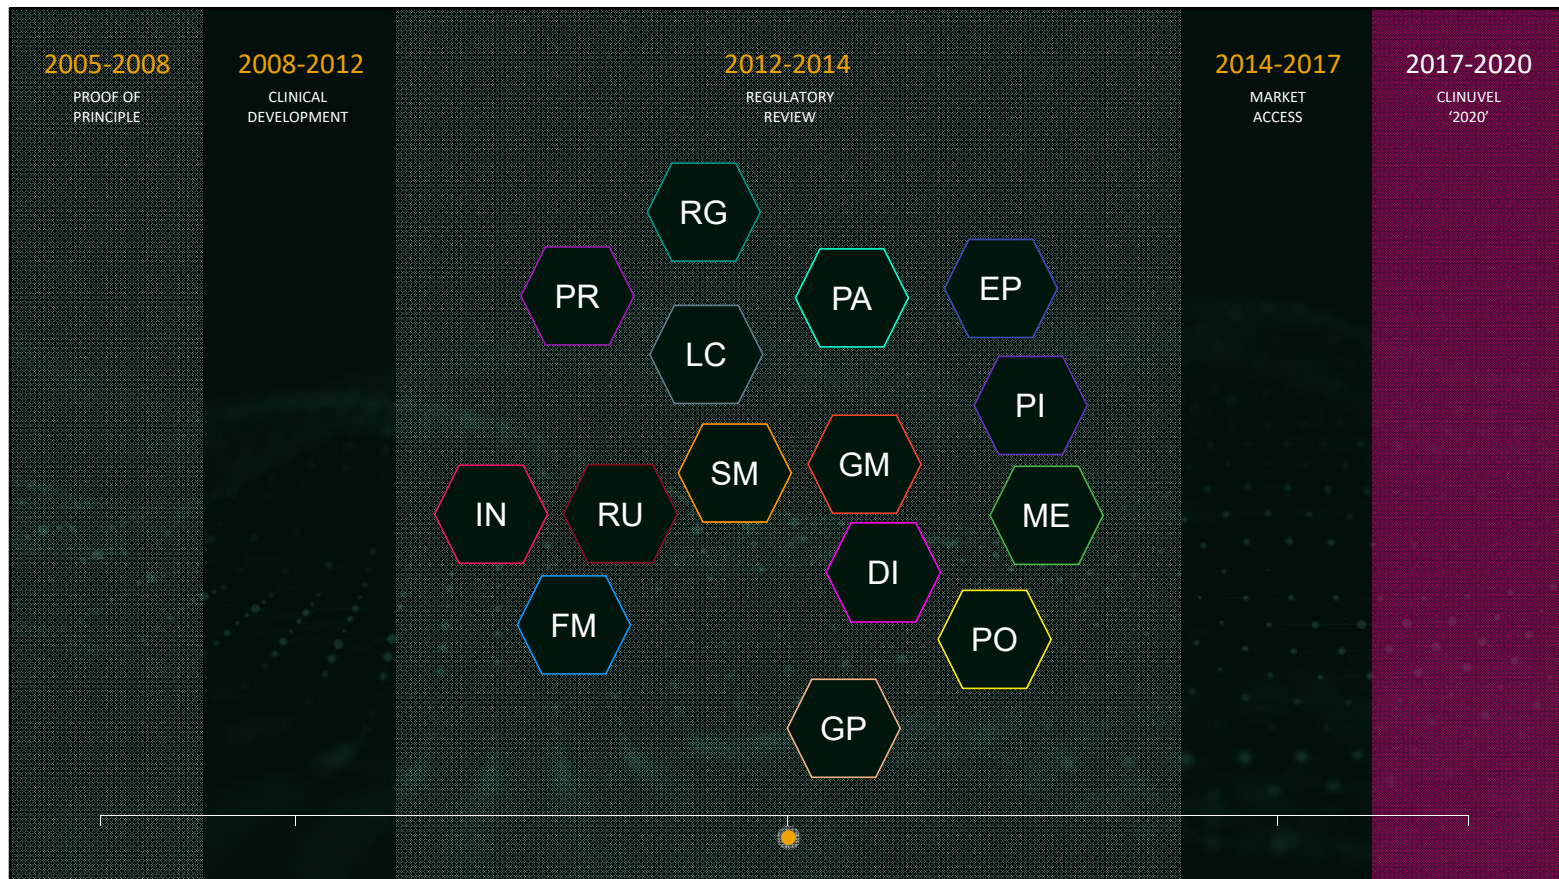 2005-2008
PROOF OF
PRINCIPLE
2008-2012
CLINICAL
DEVELOPMENT
2012-2014
REGULATORY
REVIEW
2014-2017
MARKET
ACCESS
2017-2020
CLINUVEL
‘2020’
RG
PR
PA
EP
LC
PI
SM
GM
IN
RU
ME
DI
FM
PO
GP